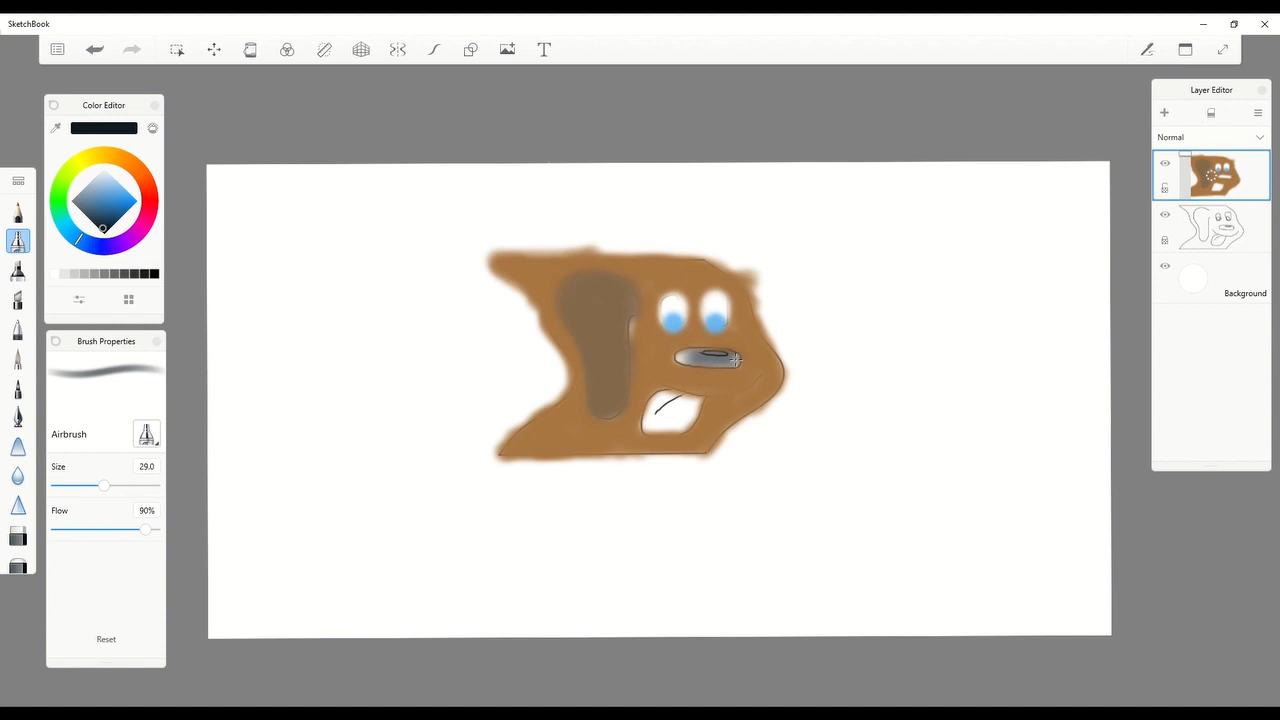 SketchBook
Color Editor
Layer Editor
Normal
Background
Brush Properties
Airbrush
Size 29.0
Flow 90%
Reset